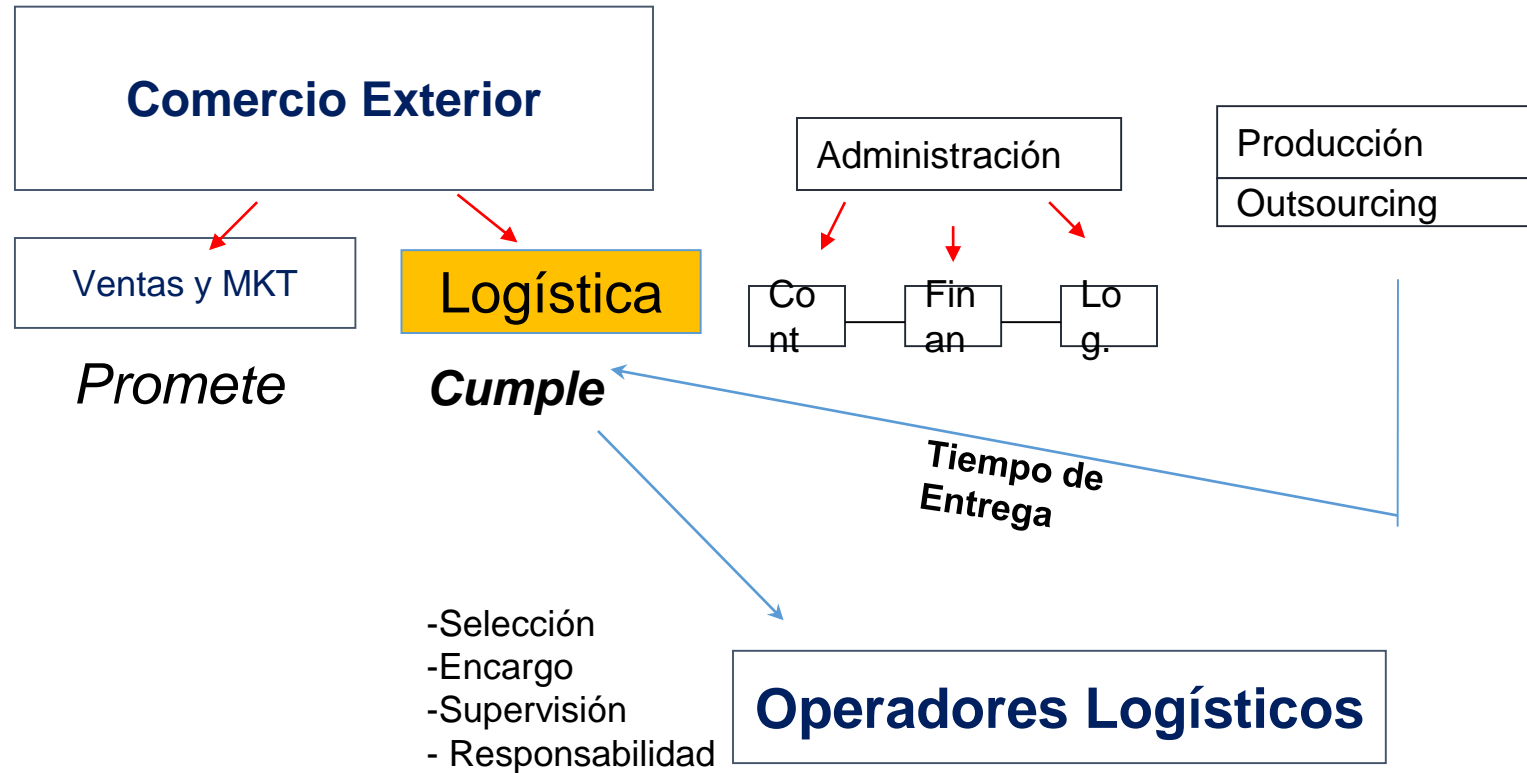 Comercio Exterior
Administración
Producción
Outsourcing
Ventas y MKT
Logística
Co
nt
Fin
an
Lo
g.
Promete
Cumple
Tiempo de
Entrega
-Selección
-Encargo
-Supervisión
- Responsabilidad
Operadores Logísticos